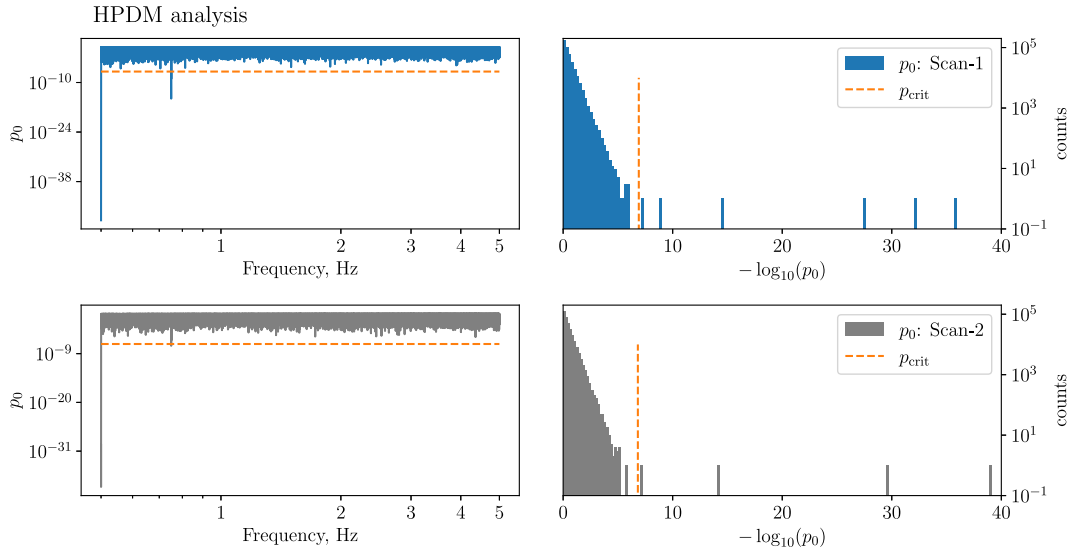 HPDM analysis
10^{-10}
10^{-24}
10^{-38}
p_0
1
2
3
4
5
Frequency, Hz
p_0: Scan-1
p_crit
10^5
10^3
10^1
10^{-1}
counts
0
10
20
30
40
− log_{10}(p_0)
10^{-9}
10^{-20}
10^{-31}
p_0
1
2
3
4
5
Frequency, Hz
p_0: Scan-2
p_crit
10^5
10^3
10^1
10^{-1}
counts
0
10
20
30
40
− log_{10}(p_0)